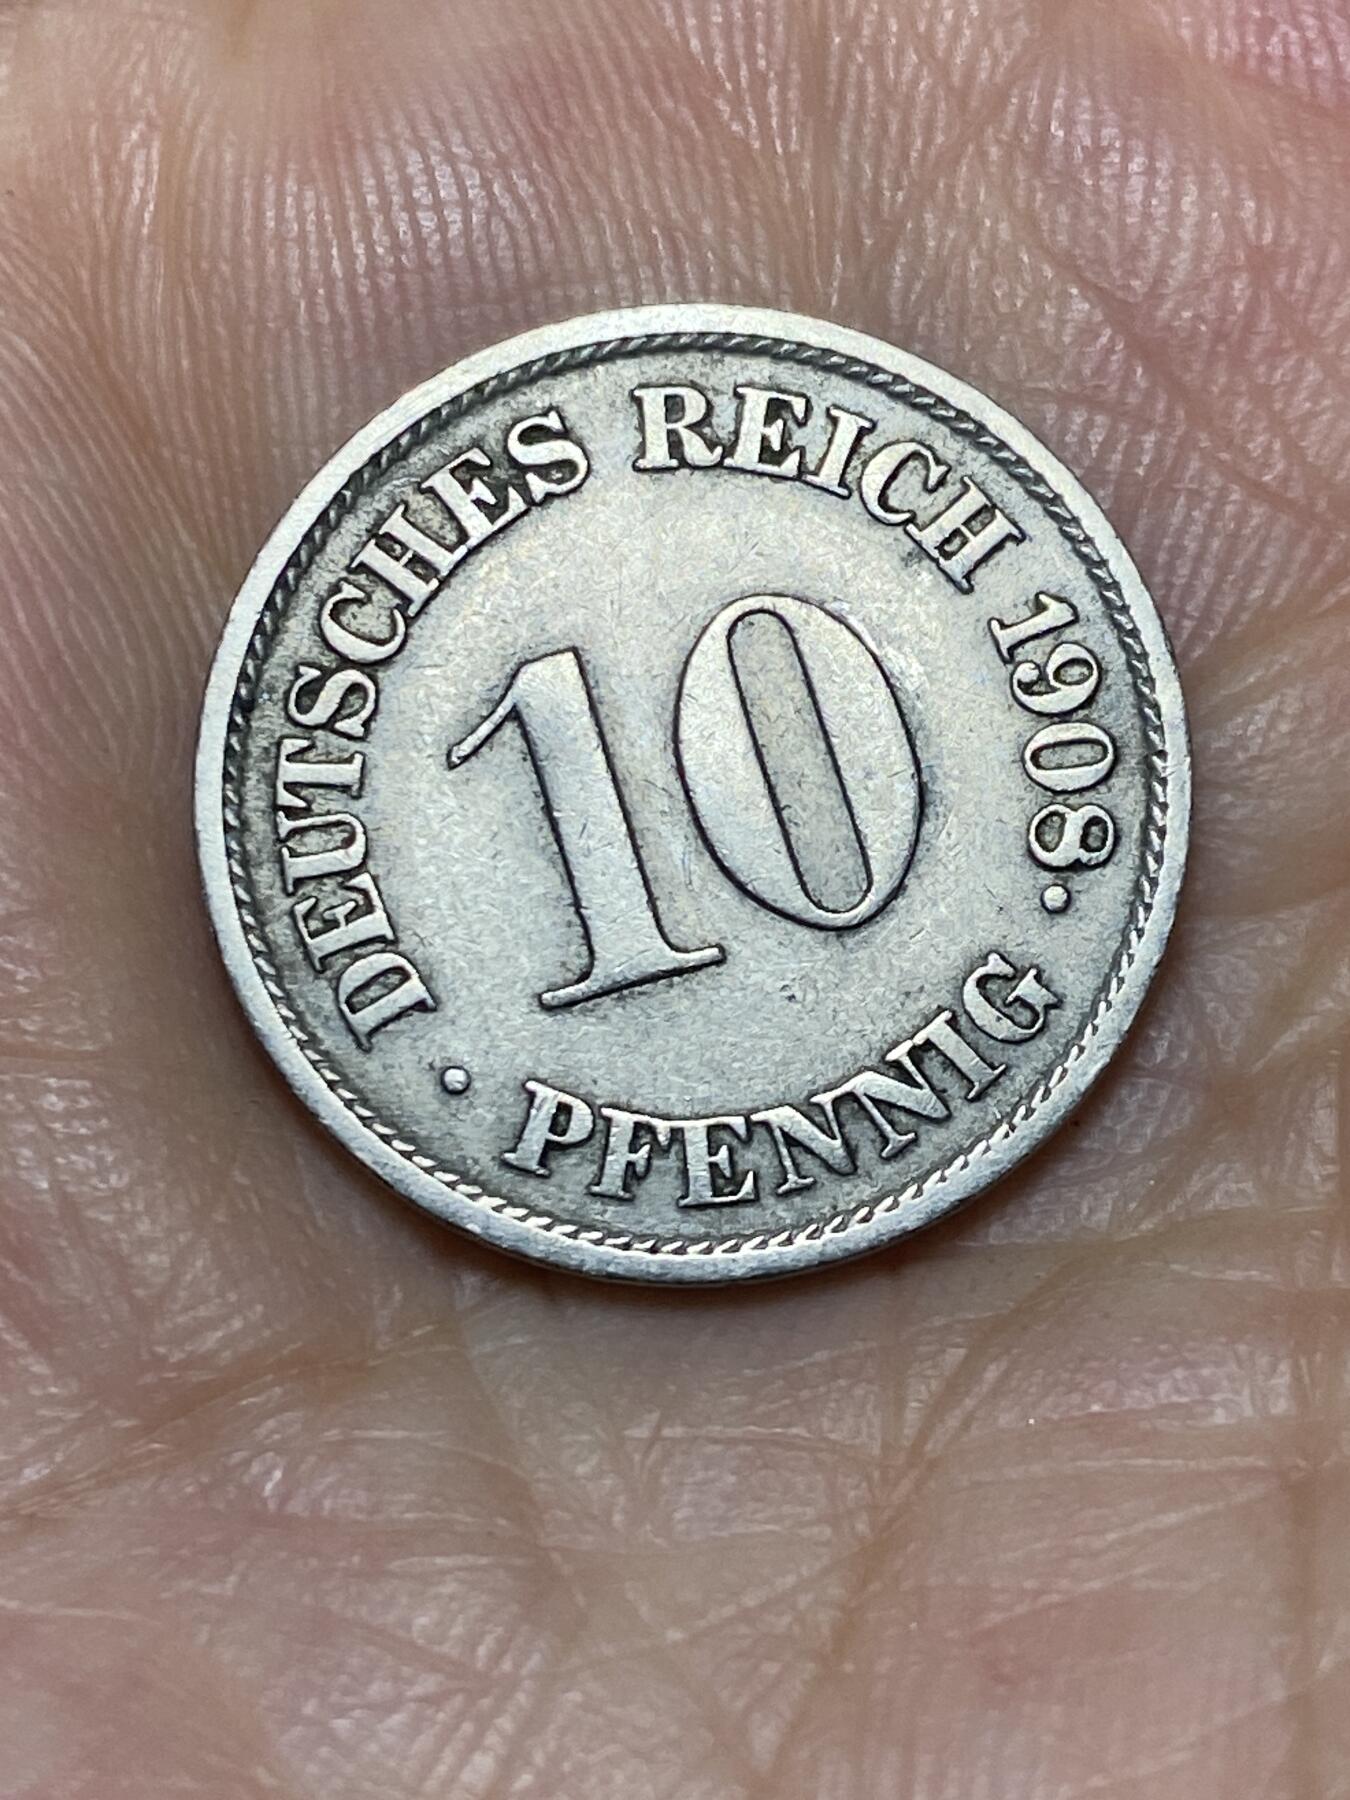 DEUTSCHES REICH 1908.
10
· PFENNIG